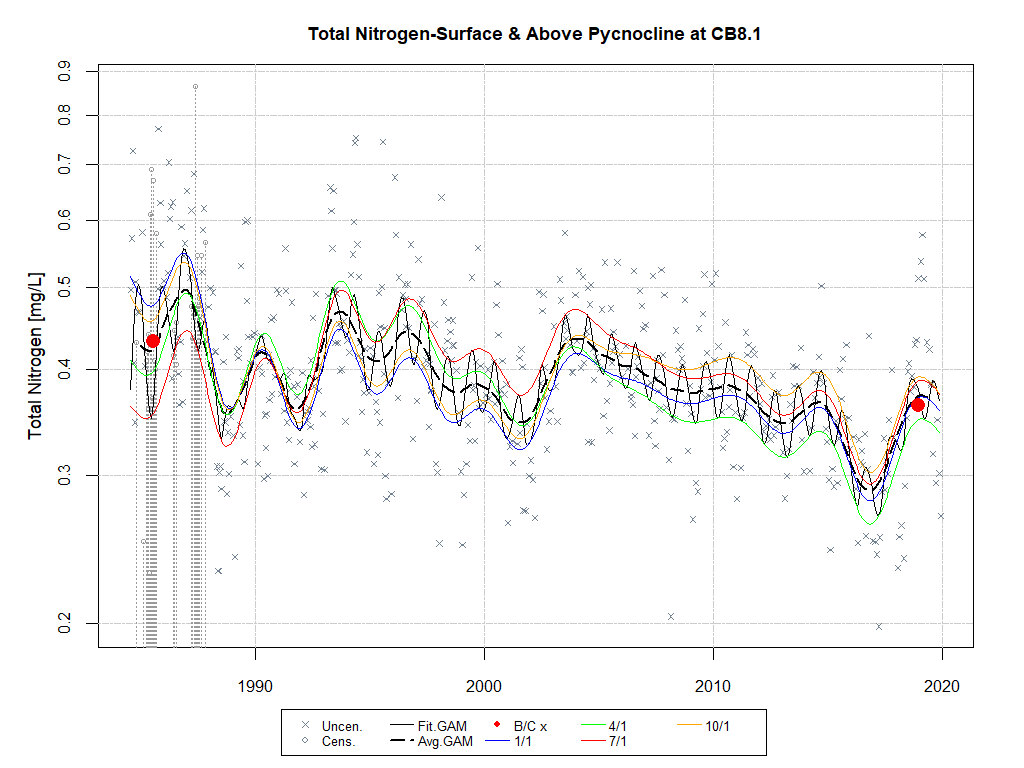 Total Nitrogen-Surface & Above Pycnocline at CB8.1
Total Nitrogen [mg/L]
0.9
0.8
0.7
0.6
0.5
0.4
0.3
0.2
1990 2000 2010 2020
Uncen. Fit.GAM B/C x 4/1 10/1
Cens. Avg.GAM 1/1 7/1